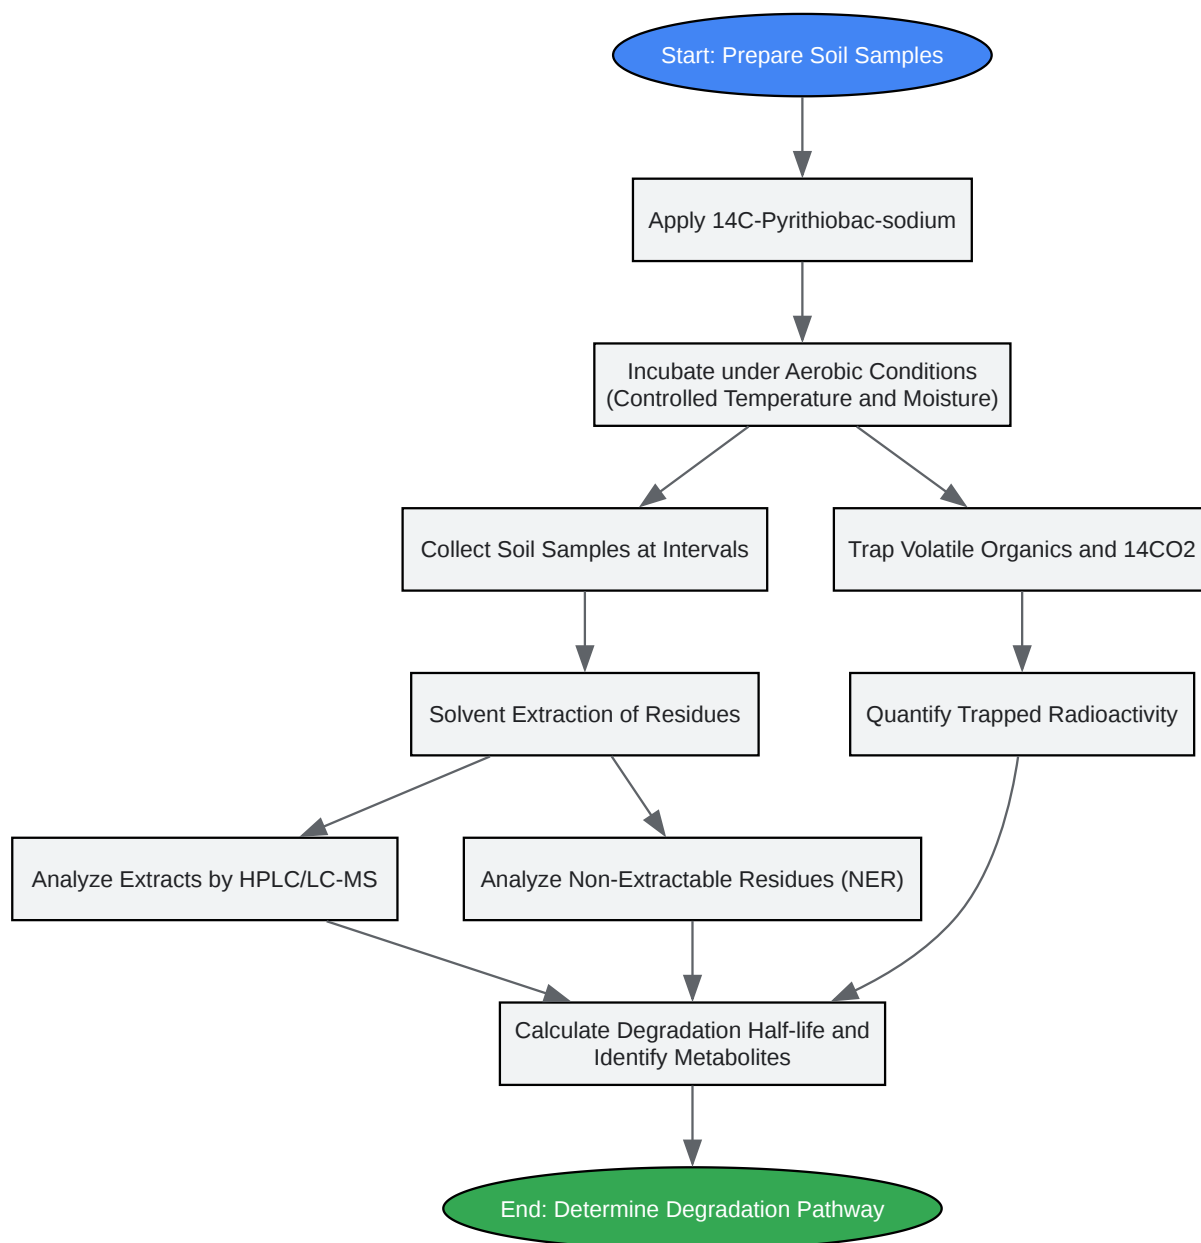 Start: Prepare Soil Samples
Apply 14C-Pyrithiobac-sodium
Incubate under Aerobic Conditions
(Controlled Temperature and Moisture)
Collect Soil Samples at Intervals
Trap Volatile Organics and 14CO2
Solvent Extraction of Residues
Quantify Trapped Radioactivity
Analyze Extracts by HPLC/LC-MS
Analyze Non-Extractable Residues (NER)
Calculate Degradation Half-life and
Identify Metabolites
End: Determine Degradation Pathway